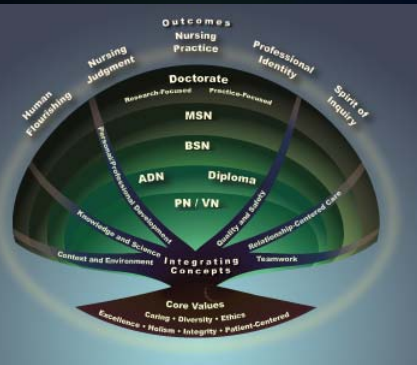 Outcomes
Nursing
Practice
Nursing
Judgment
Professional
Identity
Human
Flourishing
Spirit of
Inquiry
Doctorate
Research-Focused Practice-Focused
MSN
BSN
ADN Diploma
PN / VN
Personal/Professional Development
Quality and Safety
Knowledge and Science
Relationship-Centered Care
Context and Environment
Teamwork
Integrating
Concepts
Core Values
Caring • Diversity • Ethics
Excellence • Holism • Integrity • Patient-Centered